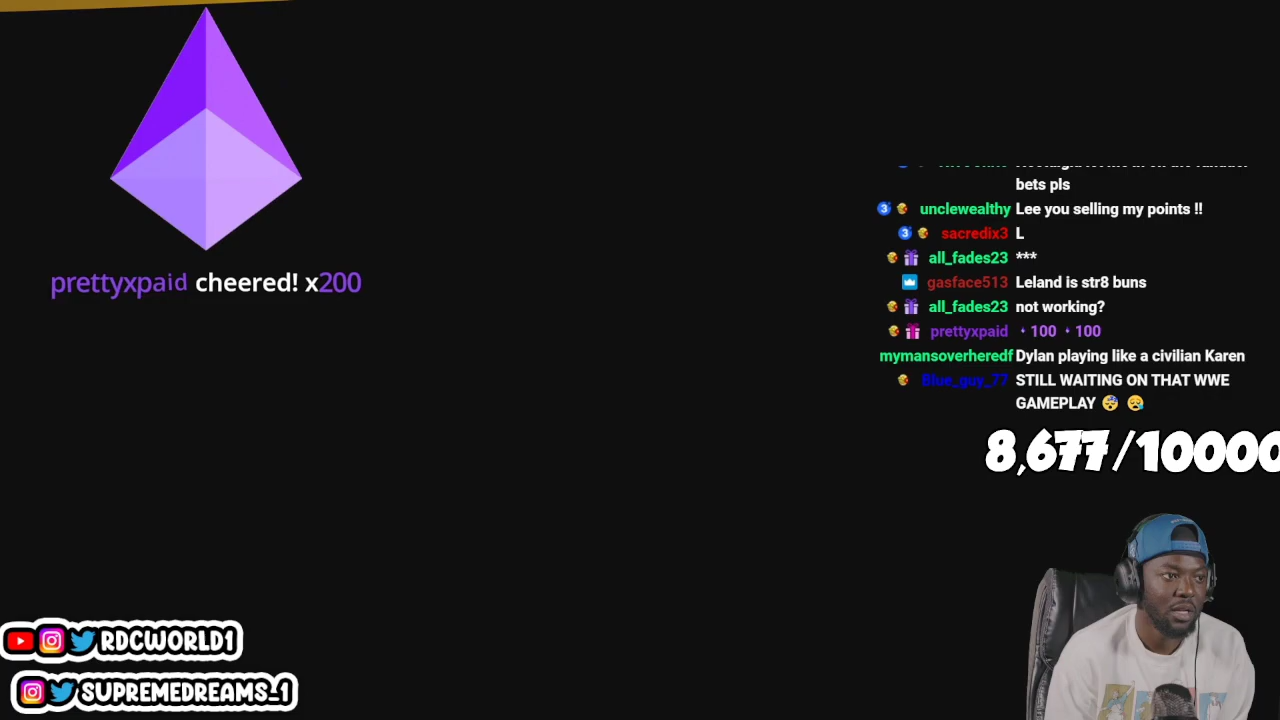 prettyxpaid cheered! x200
bets pls
unclewealthy Lee you selling my points !!
sacredix3 L
all_fades23 ***
gasface513 Leland is str8 buns
all_fades23 not working?
prettyxpaid 100 100
mymansoverheredf Dylan playing like a civilian Karen
Blue_guy_77 STILL WAITING ON THAT WWE
GAMEPLAY 😴 😪
8,677/10000
RDCWORLD1
SUPREMEDREAMS_1